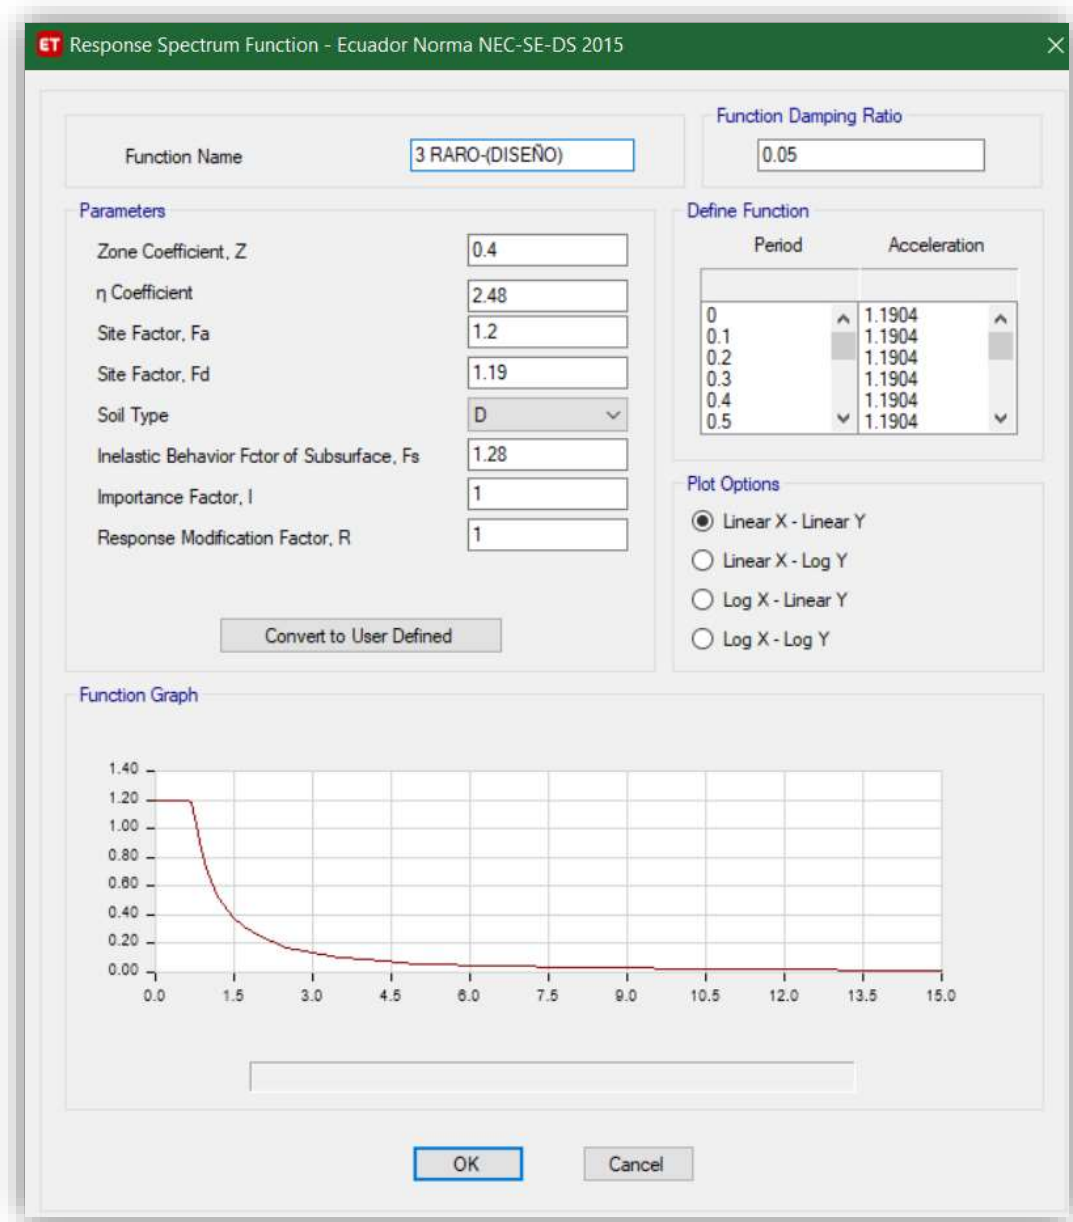 ET Response Spectrum Function - Ecuador Norma NEC-SE-DS 2015
Function Name 3 RARO-(DISEÑO)
Function Damping Ratio
0.05
Parameters
Zone Coefficient, Z 0.4
η Coefficient 2.48
Site Factor, Fa 1.2
Site Factor, Fd 1.19
Soil Type D
Inelastic Behavior Fctor of Subsurface, Fs 1.28
Importance Factor, I 1
Response Modification Factor, R 1
Convert to User Defined
Define Function
Period Acceleration
0 1.1904
0.1 1.1904
0.2 1.1904
0.3 1.1904
0.4 1.1904
0.5 1.1904
Plot Options
Linear X - Linear Y
Linear X - Log Y
Log X - Linear Y
Log X - Log Y
Function Graph
1.40
1.20
1.00
0.80
0.60
0.40
0.20
0.00
0.0 1.5 3.0 4.5 6.0 7.5 9.0 10.5 12.0 13.5 15.0
OK Cancel